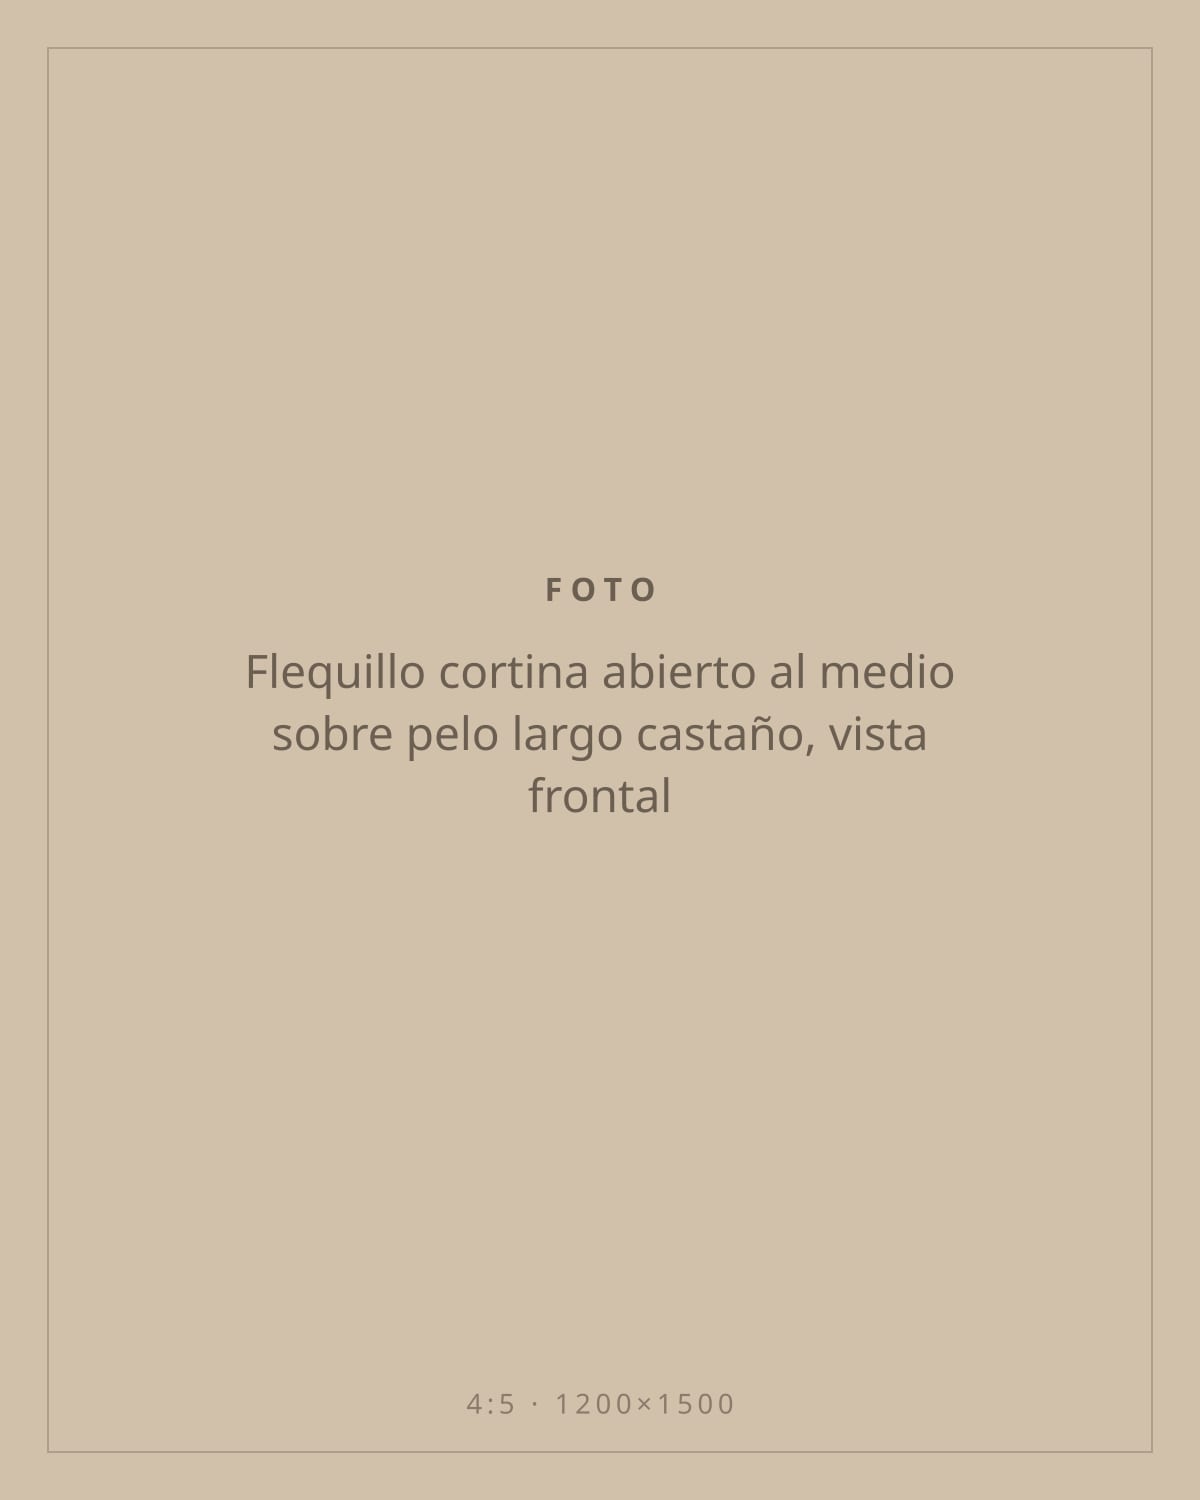 FOTO
Flequillo cortina abierto al medio
sobre pelo largo castaño, vista
frontal
4:5 · 1200×1500